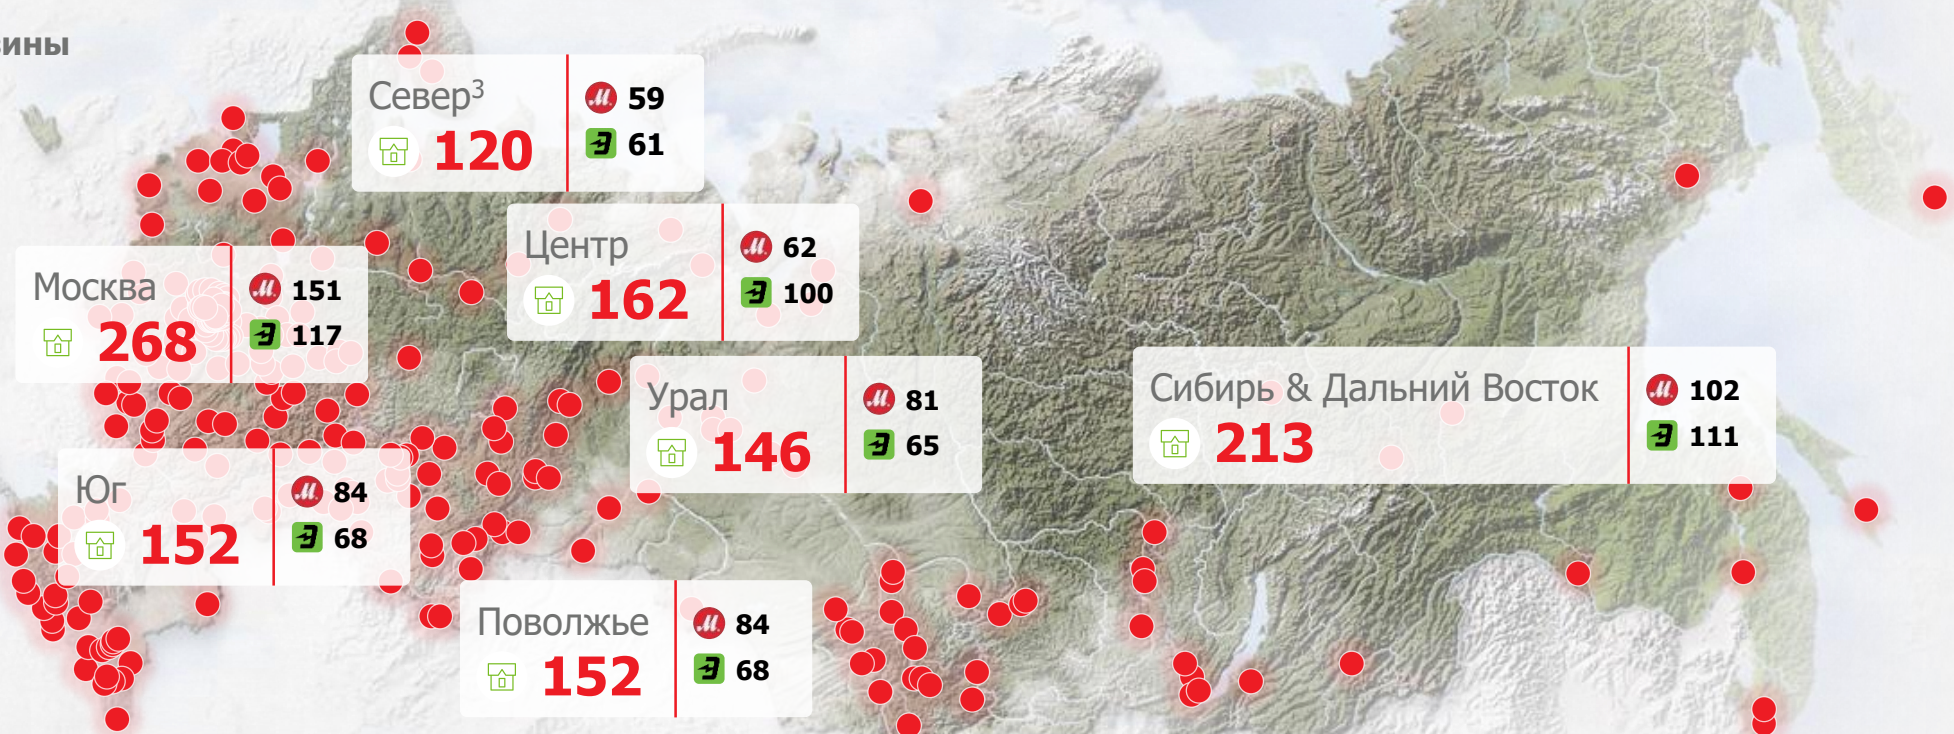 вины
Север³
120
59
61
Центр
162
62
100
Москва
268
151
117
Урал
146
81
65
Сибирь & Дальний Восток
213
102
111
Юг
152
84
68
Поволжье
152
84
68